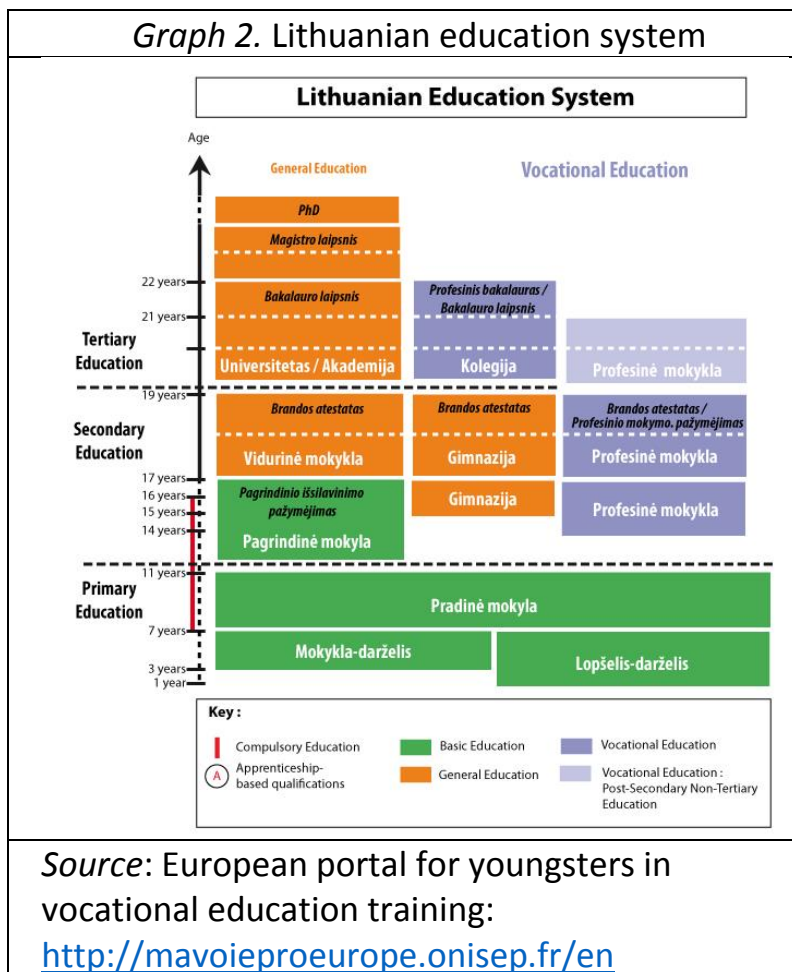 Graph 2. Lithuanian education system
Lithuanian Education System
Age
General Education
Vocational Education
PhD
Magistro laipsnis
22 years
Bakalauro laipsnis
Profesinis bakalauras /
Bakalauro laipsnis
21 years
Tertiary
Education
Universitetas / Akademija
Kolegija
Profesinė mokykla
19 years
Brandos atestatas
Brandos atestatas
Brandos atestatas /
Profesinio mokymo. pažymėjimas
Secondary
Education
Vidurinė mokykla
Gimnazija
Profesinė mokykla
17 years
16 years
15 years
14 years
Pagrindinio išsilavinimo
pažymėjimas
Gimnazija
Profesinė mokykla
Pagrindinė mokyla
11 years
Primary
Education
Pradinė mokyla
7 years
Mokykla-darželis
Lopšelis-darželis
3 years
1 year
Key :
Compulsory Education
Basic Education
Vocational Education
A
Apprenticeship-
based qualifications
General Education
Vocational Education :
Post-Secondary Non-Tertiary
Education
Source: European portal for youngsters in
vocational education training:
http://mavoieproeurope.onisep.fr/en